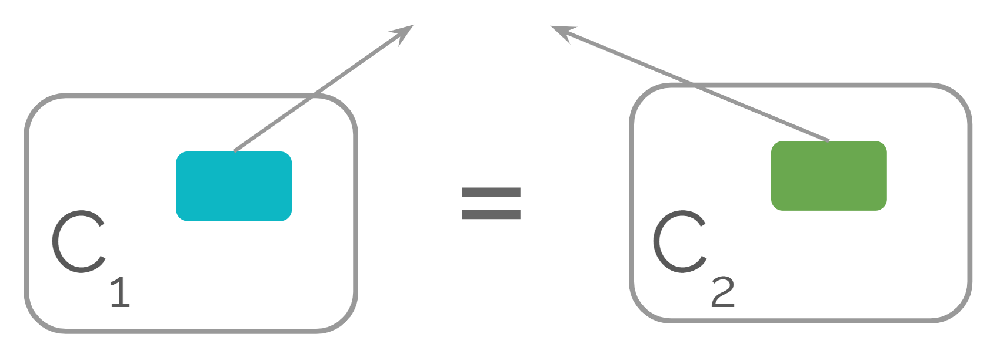 C1 = C2